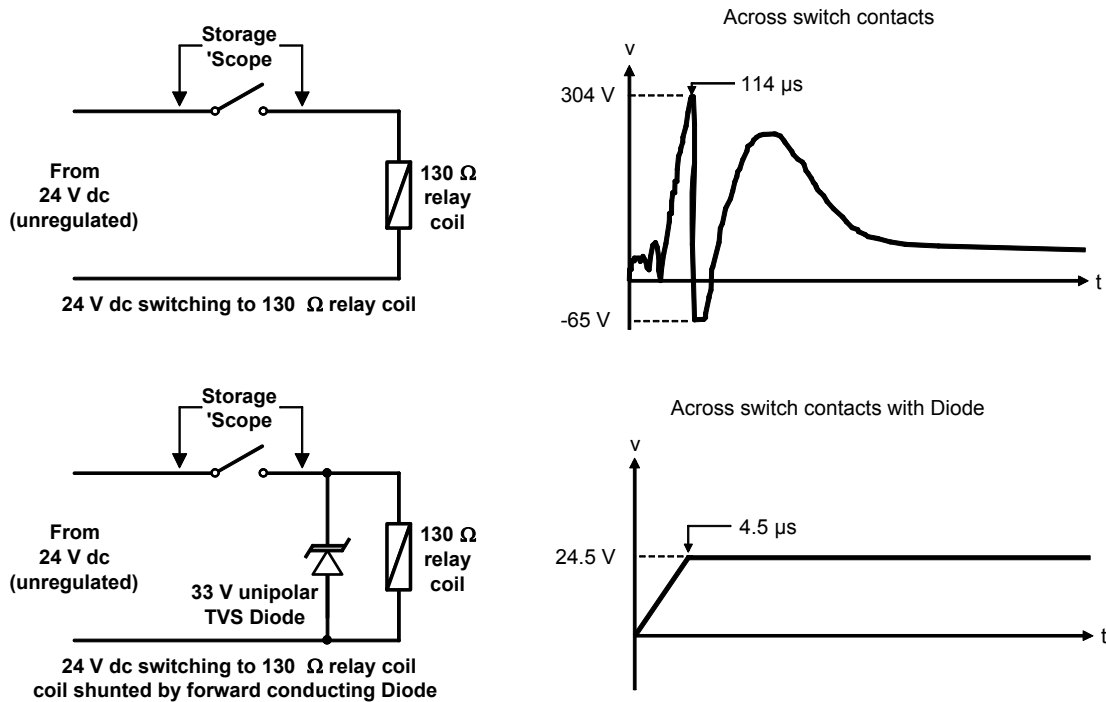 Storage
'Scope
From
24 V dc
(unregulated)
130 Ω
relay
coil
24 V dc switching to 130 Ω relay coil
Across switch contacts
v
304 V
114 µs
t
-65 V
Storage
'Scope
From
24 V dc
(unregulated)
33 V unipolar
TVS Diode
130 Ω
relay
coil
24 V dc switching to 130 Ω relay coil
coil shunted by forward conducting Diode
Across switch contacts with Diode
v
4.5 µs
24.5 V
t